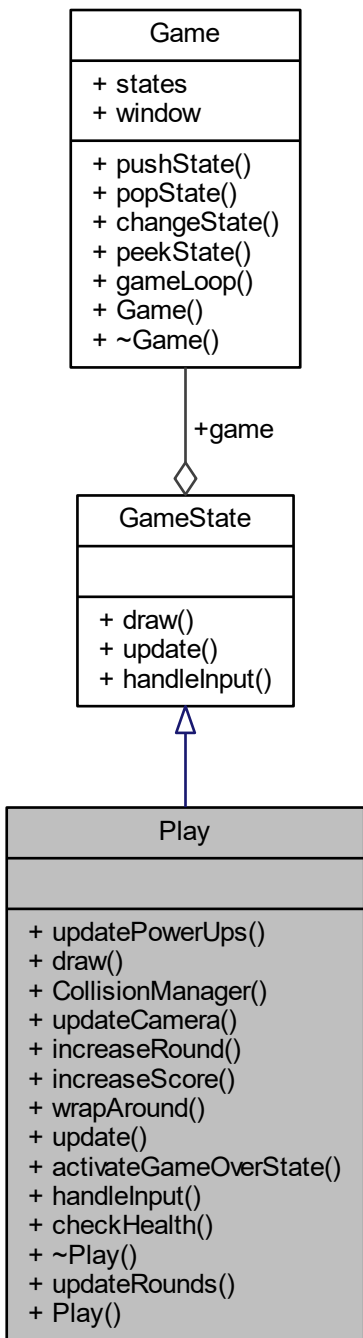 Game
+ states
+ window
+ pushState()
+ popState()
+ changeState()
+ peekState()
+ gameLoop()
+ Game()
+ ~Game()
+game
GameState
+ draw()
+ update()
+ handleInput()
Play
+ updatePowerUps()
+ draw()
+ CollisionManager()
+ updateCamera()
+ increaseRound()
+ increaseScore()
+ wrapAround()
+ update()
+ activateGameOverState()
+ handleInput()
+ checkHealth()
+ ~Play()
+ updateRounds()
+ Play()